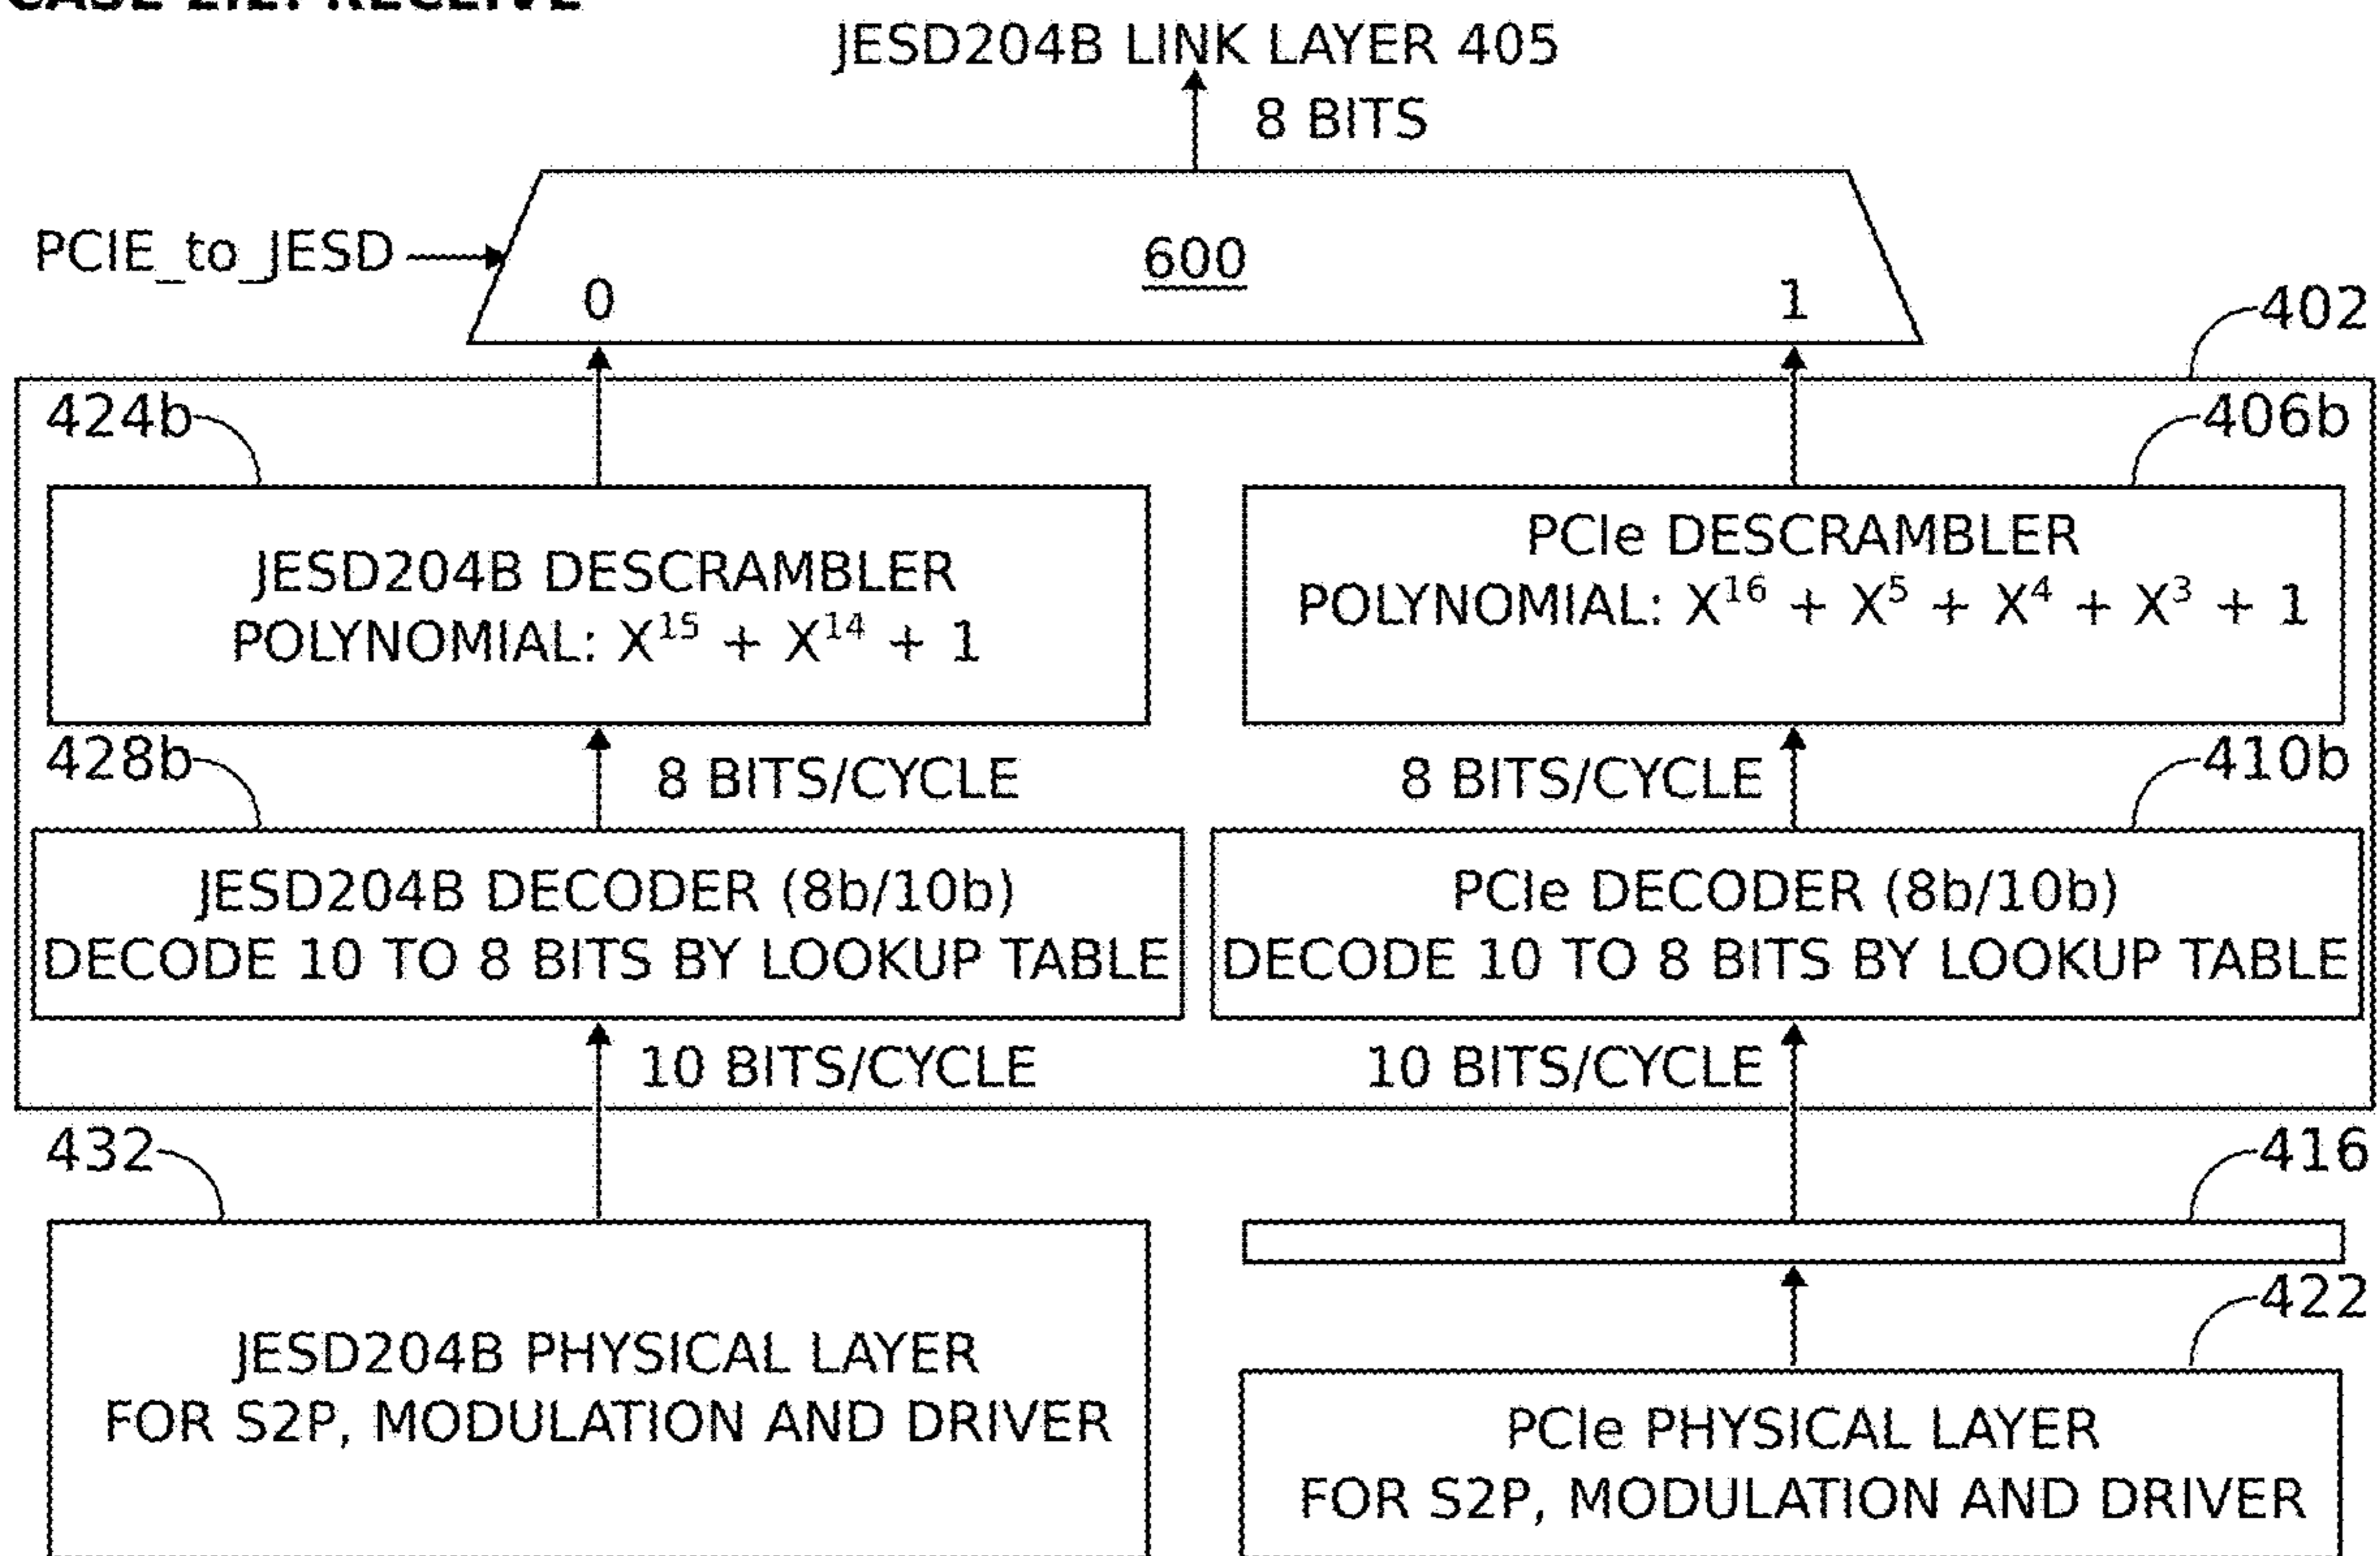 JESD204B LINK LAYER 405
8 BITS
PCIE_to_JESD
600
0
1
402
424b
406b
JESD204B DESCRAMBLER
POLYNOMIAL: X¹⁵ + X¹⁴ + 1
PCIe DESCRAMBLER
POLYNOMIAL: X¹⁶ + X⁵ + X⁴ + X³ + 1
428b
8 BITS/CYCLE
8 BITS/CYCLE
410b
JESD204B DECODER (8b/10b)
DECODE 10 TO 8 BITS BY LOOKUP TABLE
PCIe DECODER (8b/10b)
DECODE 10 TO 8 BITS BY LOOKUP TABLE
10 BITS/CYCLE
10 BITS/CYCLE
432
416
422
JESD204B PHYSICAL LAYER
FOR S2P, MODULATION AND DRIVER
PCIe PHYSICAL LAYER
FOR S2P, MODULATION AND DRIVER